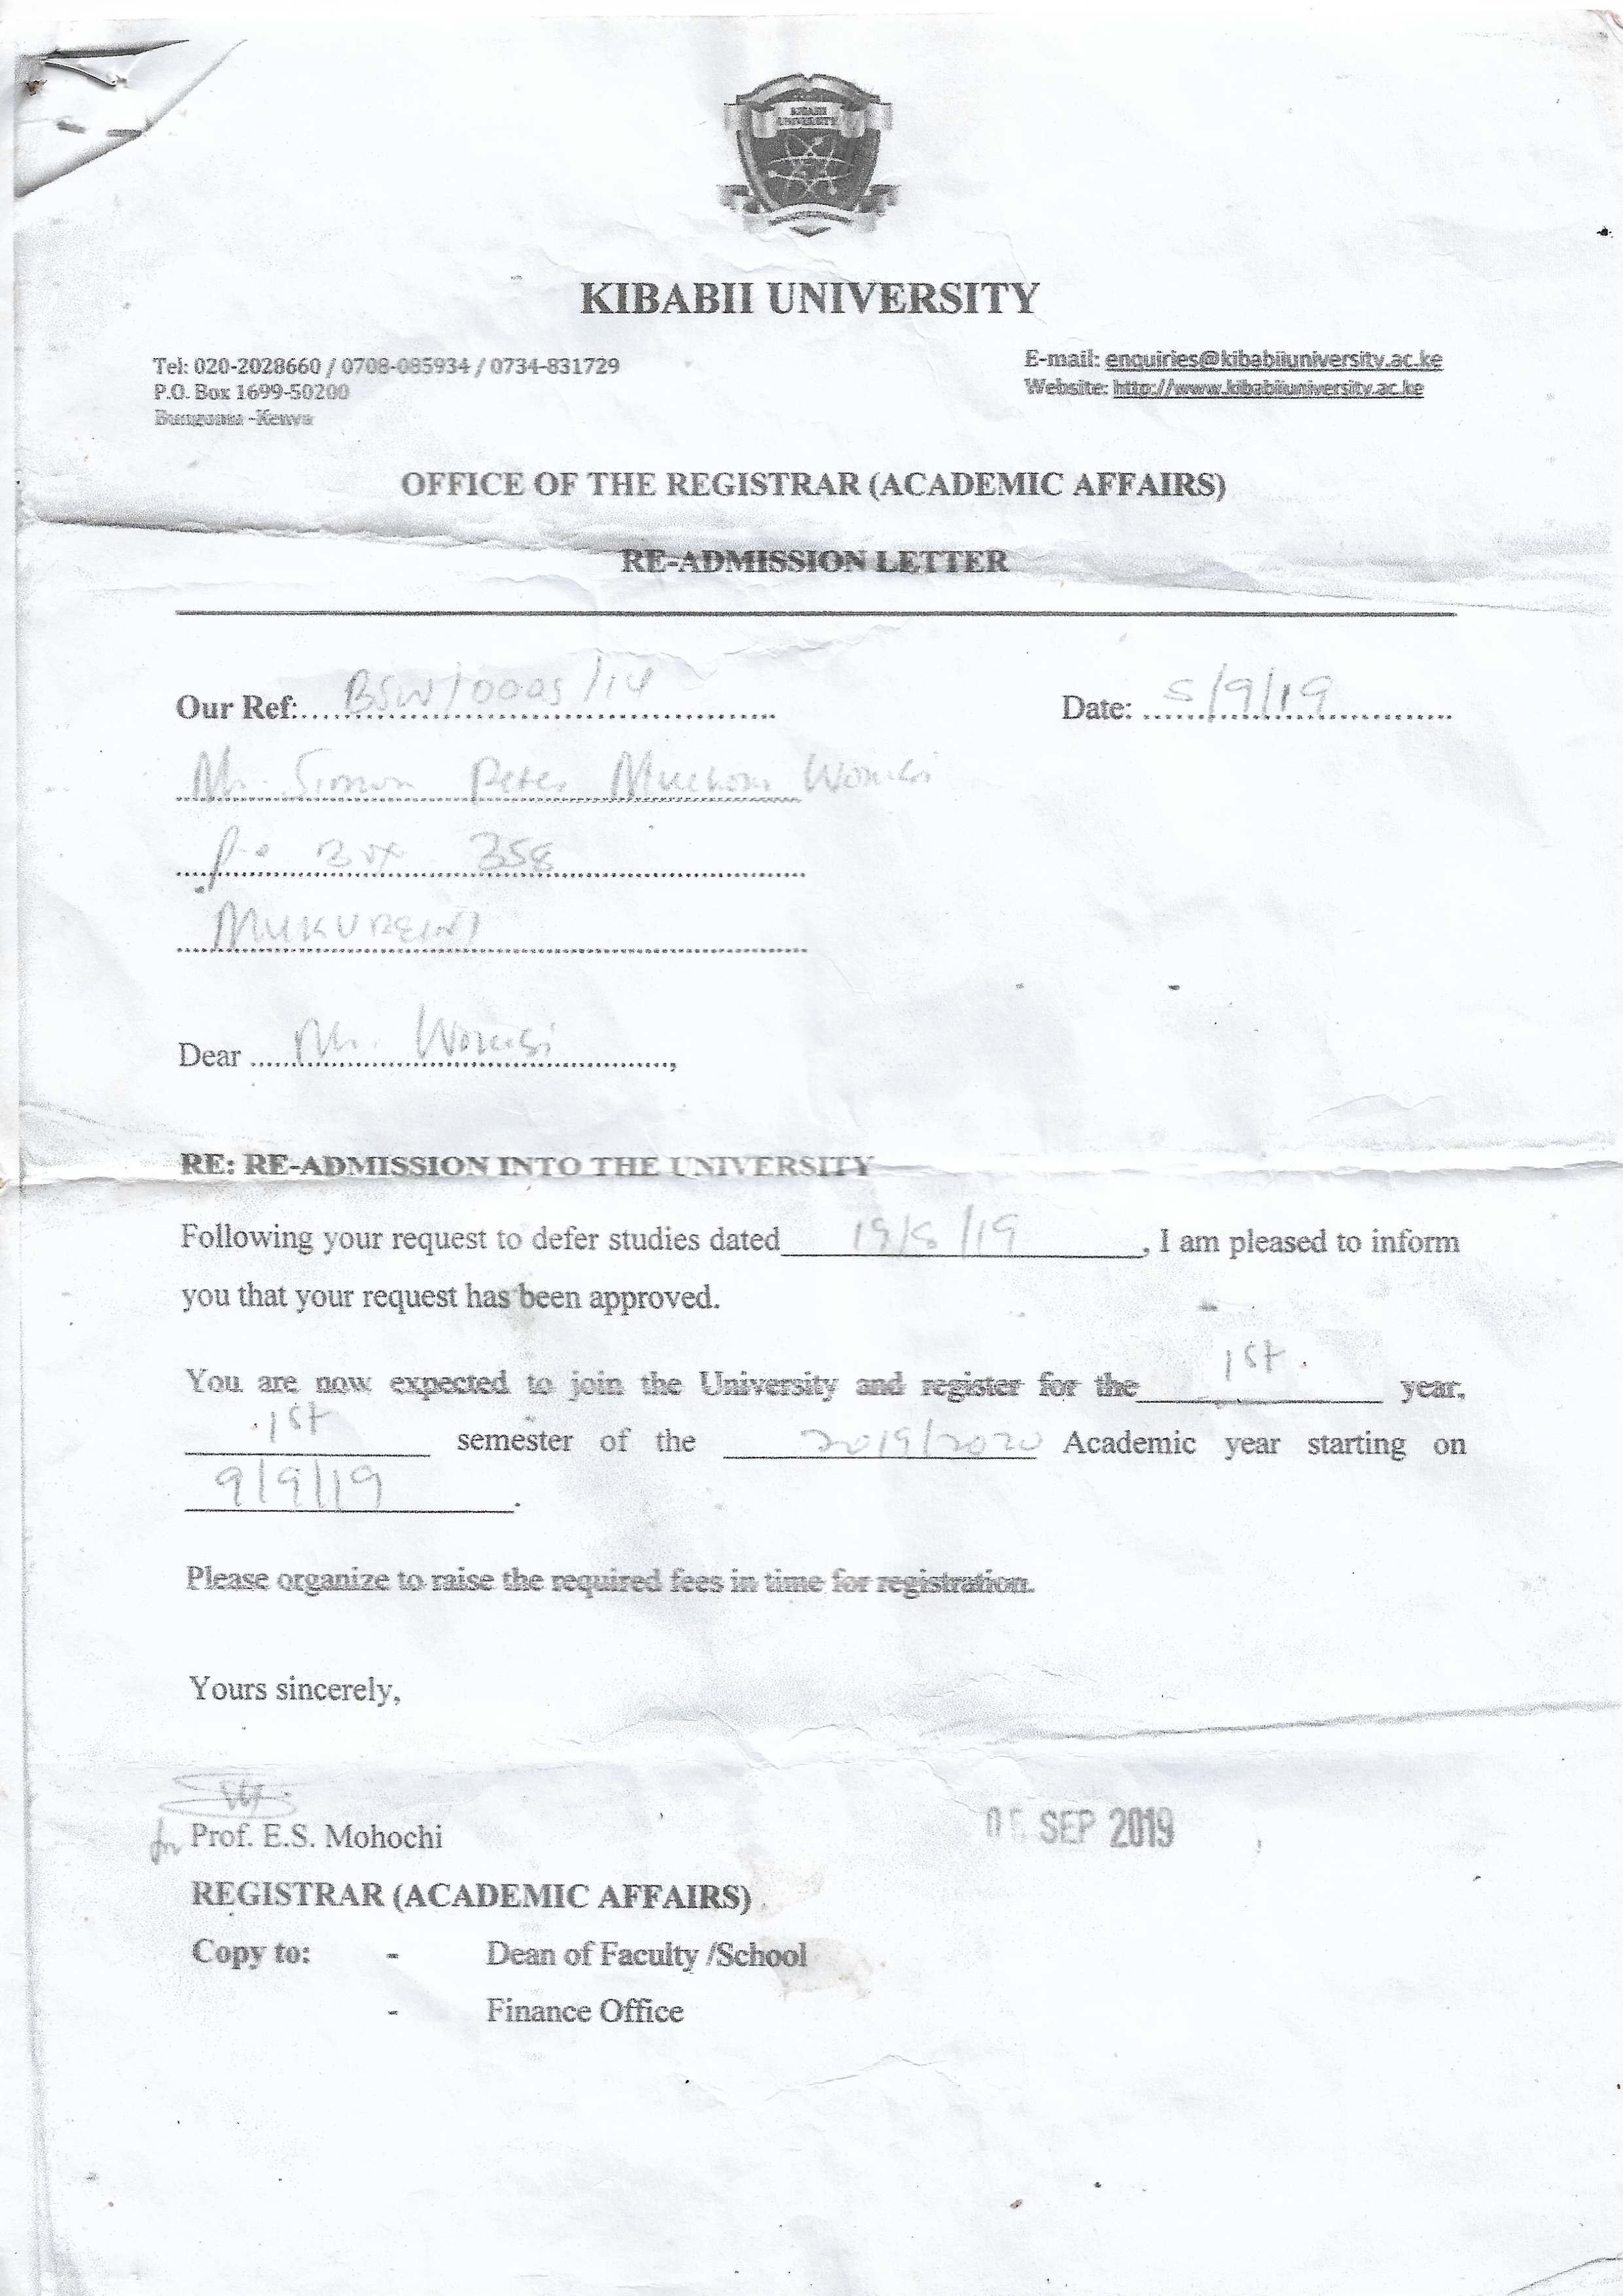 KIBABII UNIVERSITY
KIBABII UNIVERSITY
Tel: 020-2028660 / 0708-085934 / 0734-831729
P.O. Box 1699-50200
Bungoma -Kenya
E-mail: enquiries@kibabiiuniversity.ac.ke
Website: http://www.kibabiiuniversity.ac.ke
OFFICE OF THE REGISTRAR (ACADEMIC AFFAIRS)
RE-ADMISSION LETTER
Our Ref: BSW/0005/14
Date: 5/9/19
Mr. Simon Peter
P.O Box 358
MUKURWEINI
Dear Mr.
RE: RE-ADMISSION INTO THE UNIVERSITY
Following your request to defer studies dated 19/8/19, I am pleased to inform
you that your request has been approved.
You are now expected to join the University and register for the 1st year,
1st semester of the 2019/2020 Academic year starting on
9/9/19.
Please organize to raise the required fees in time for registration.
Yours sincerely,
for Prof. E.S. Mohochi
05 SEP 2019
REGISTRAR (ACADEMIC AFFAIRS)
Copy to: - Dean of Faculty /School
- Finance Office